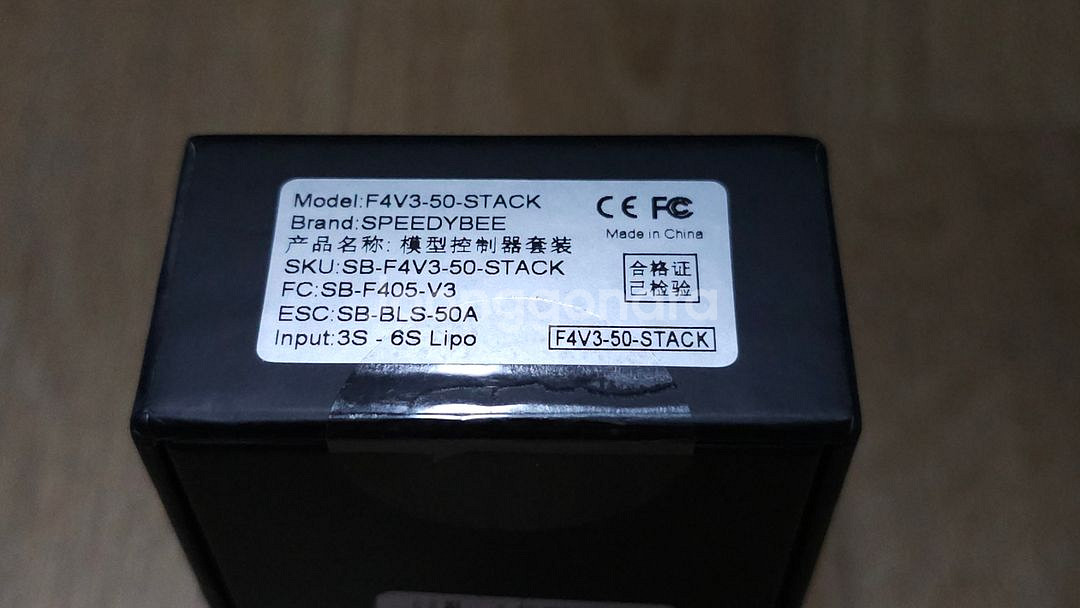 Model:F4V3-50-STACK
Brand:SPEEDYBEE
产品名称: 模型控制器套装
SKU:SB-F4V3-50-STACK
FC:SB-F405-V3
ESC:SB-BLS-50A
Input:3S - 6S Lipo
CE FC
Made in China
合格证
已检验
F4V3-50-STACK